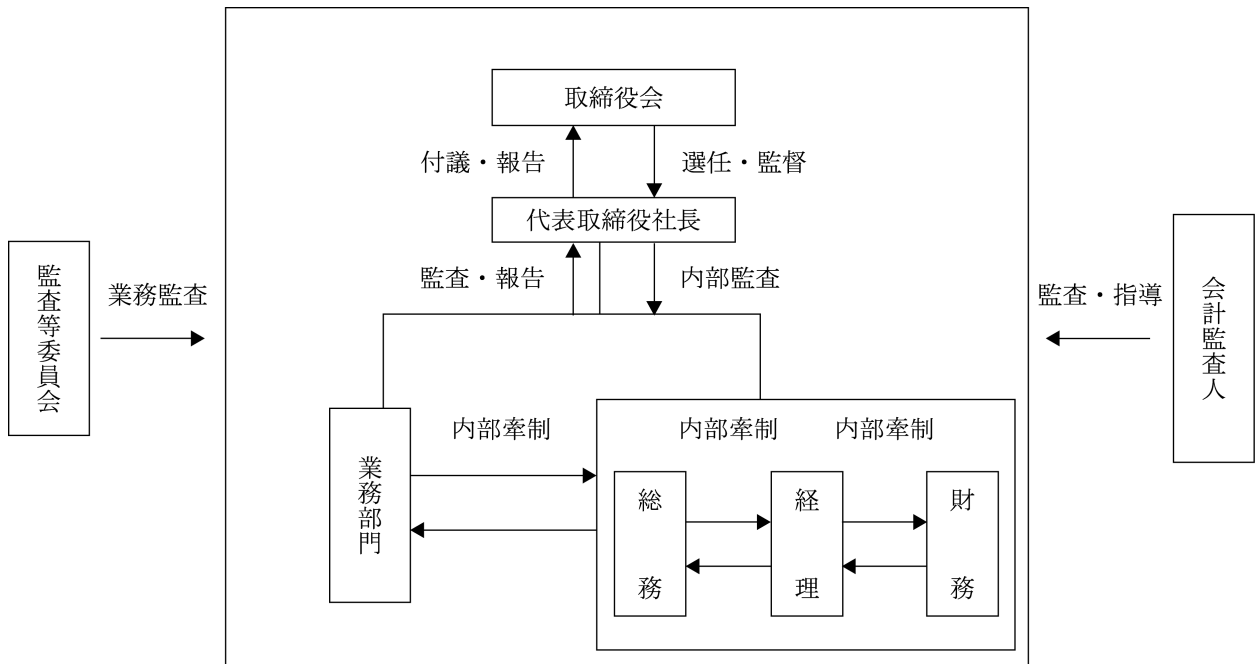 取締役会
付議・報告
選任・監督
代表取締役社長
監査・報告
内部監査
監査等委員会
業務監査
監査・指導
会計監査人
内部牽制
内部牽制
内部牽制
業務部門
総務
経理
財務